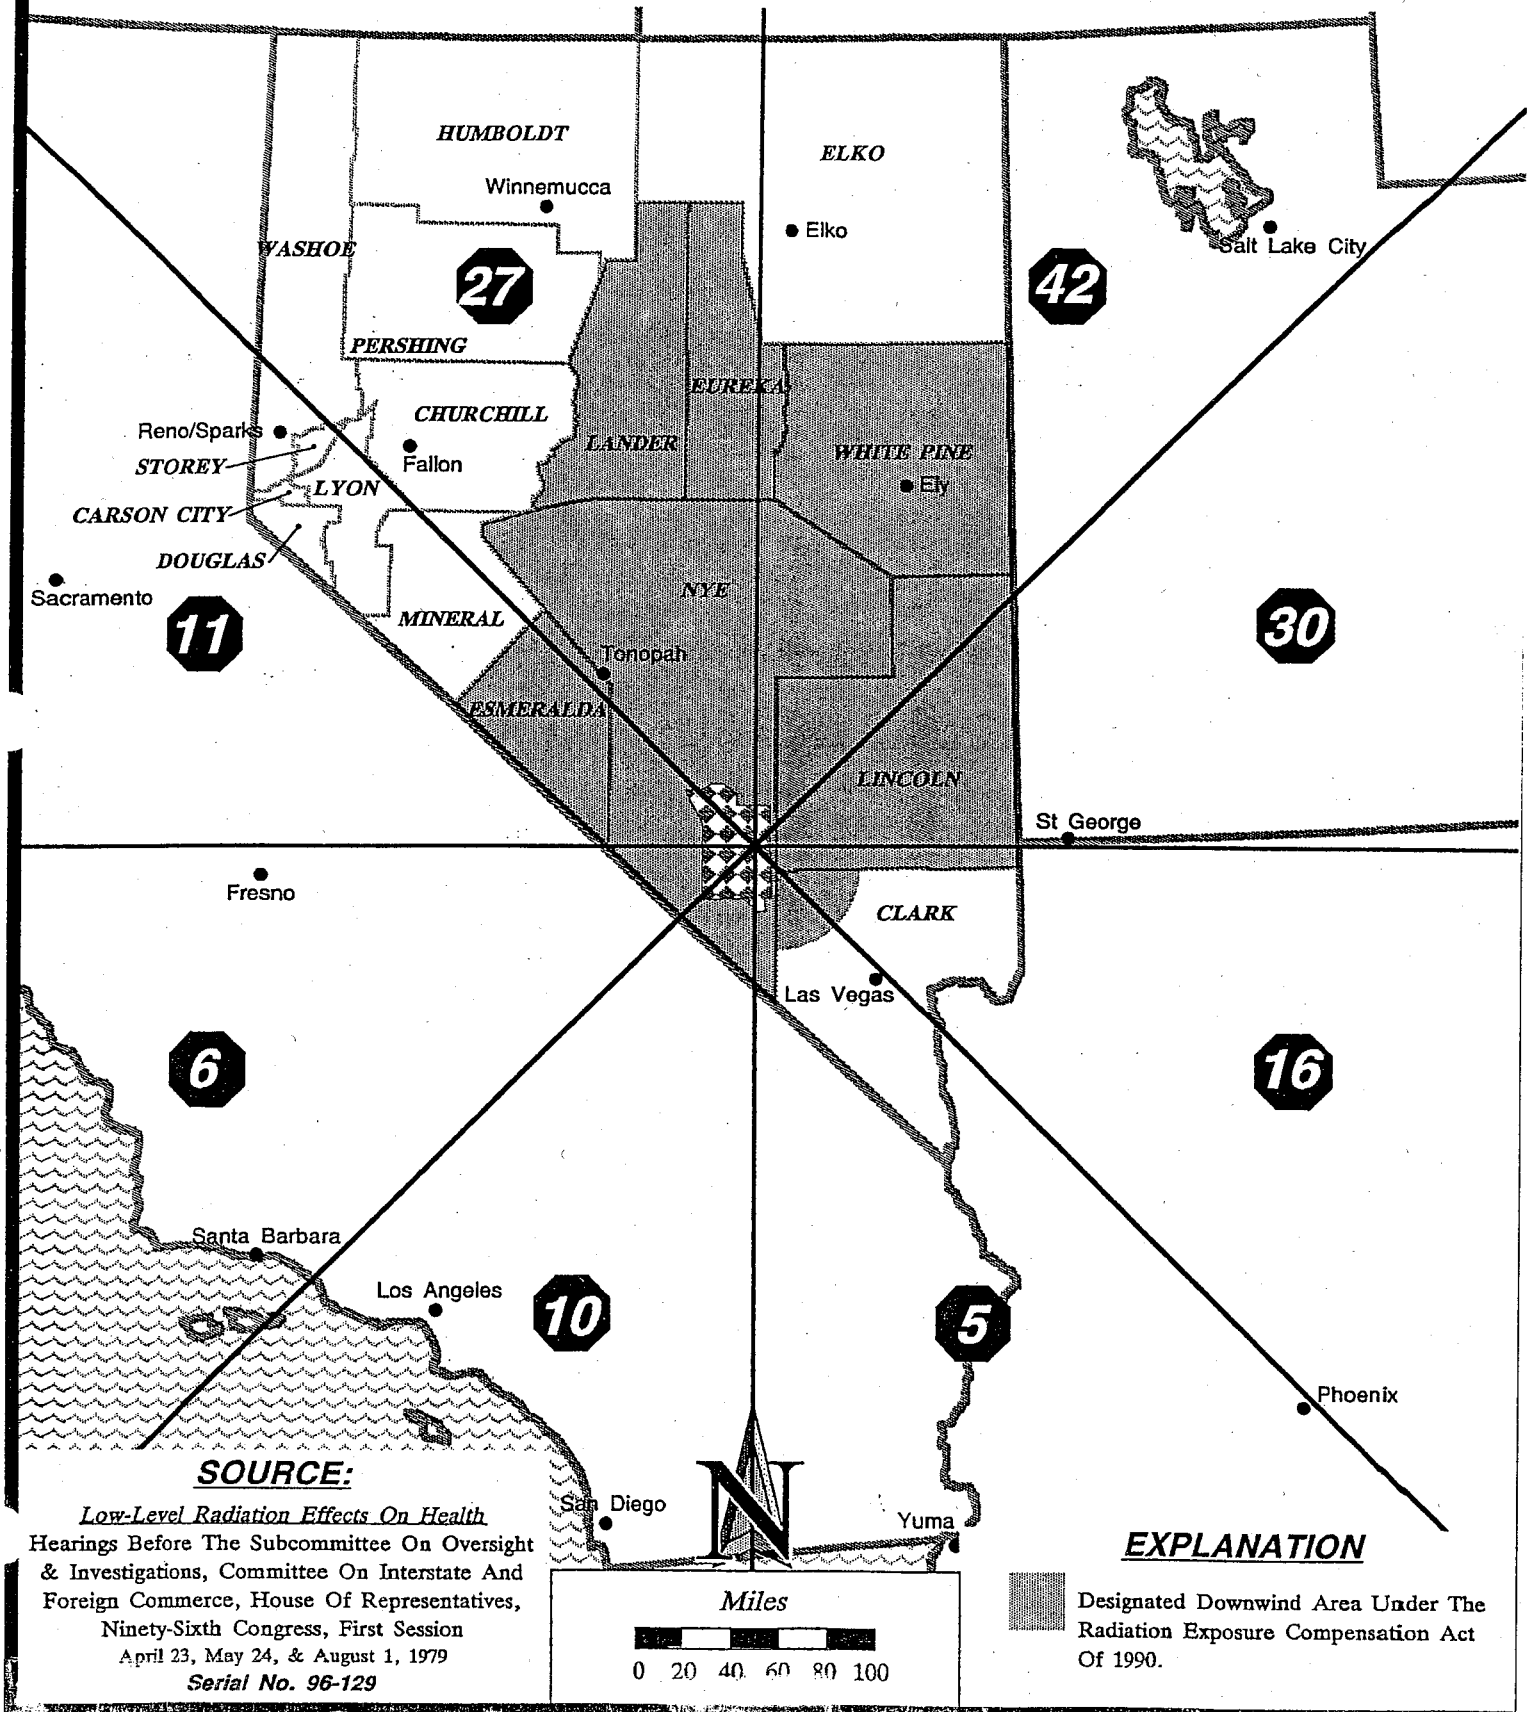 HUMBOLDT
ELKO
Winnemucca
Elko
Salt Lake City
WASHOE
27
42
PERSHING
EUREKA
CHURCHILL
Reno/Sparks
LANDER
WHITE PINE
STOREY
Fallon
LYON
Ely
CARSON CITY
DOUGLAS
NYE
Sacramento
11
MINERAL
30
Tonopah
ESMERALDA
LINCOLN
St George
Fresno
CLARK
Las Vegas
6
16
Santa Barbara
Los Angeles
10
5
Phoenix
SOURCE:
Low-Level Radiation Effects On Health
Hearings Before The Subcommittee On Oversight
& Investigations, Committee On Interstate And
Foreign Commerce, House Of Representatives,
Ninety-Sixth Congress, First Session
April 23, May 24, & August 1, 1979
Serial No. 96-129
San Diego
N
Yuma
Miles
0 20 40 60 80 100
EXPLANATION
Designated Downwind Area Under The
Radiation Exposure Compensation Act
Of 1990.